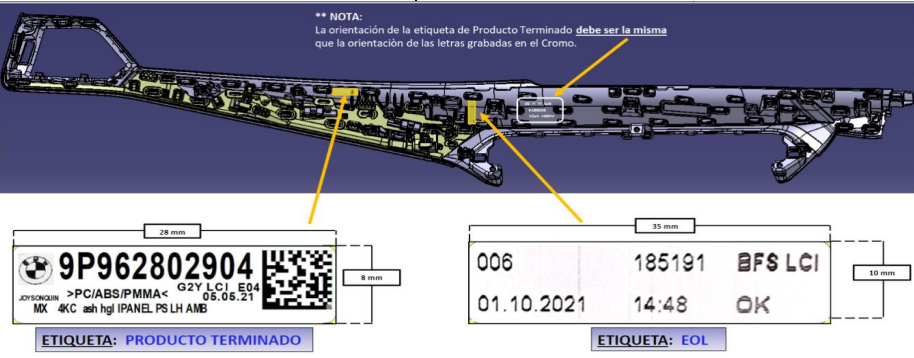 ** NOTA:
La orientación de la etiqueta de Producto Terminado debe ser la misma
que la orientaciòn de las letras grabadas en el Cromo.
28 mm
35 mm
9P962802904
G2Y LCI E04
>PC/ABS/PMMA<
05.05.21
JOYSONQUIN
MX 4KC ash hgl IPANEL PS LH AMB
8 mm
006 185191 BFS LCI
01.10.2021 14:48 OK
10 mm
ETIQUETA: PRODUCTO TERMINADO
ETIQUETA: EOL